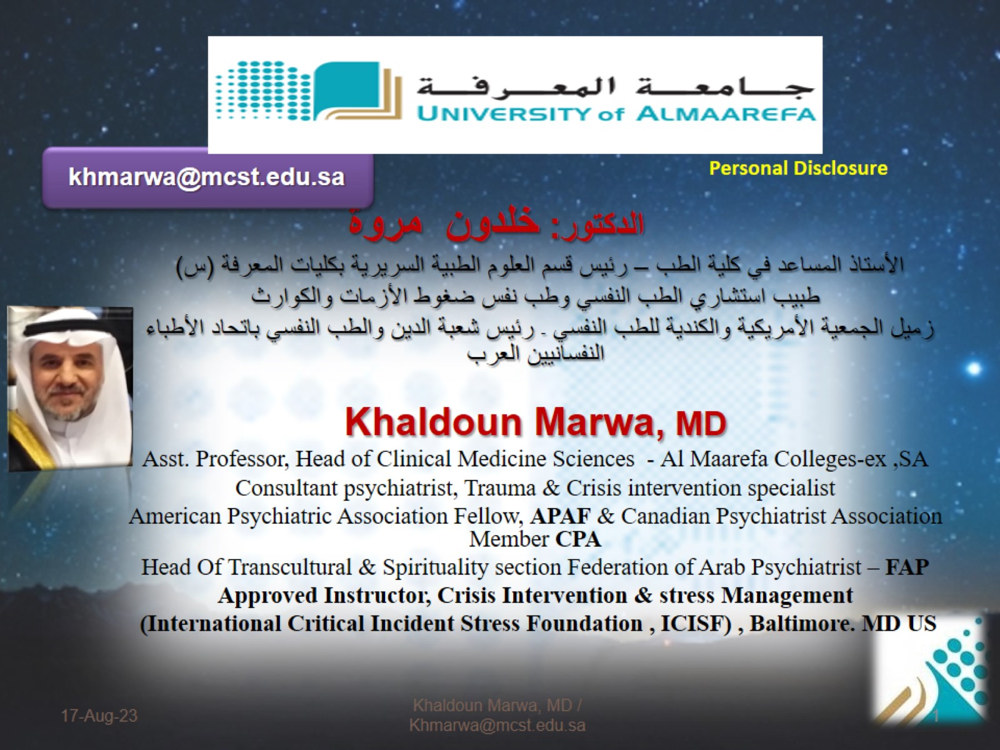 جامعة المعرفة
UNIVERSITY of ALMAAREFA
khmarwa@mcst.edu.sa
Personal Disclosure
الدكتور: خلدون مروة
الأستاذ المساعد في كلية الطب – رئيس قسم العلوم الطبية السريرية بكليات المعرفة (س)
طبيب استشاري الطب النفسي وطب نفس ضغوط الأزمات والكوارث
زميل الجمعية الأمريكية والكندية للطب النفسي - رئيس شعبة الدين والطب النفسي باتحاد الأطباء
النفسانيين العرب
Khaldoun Marwa, MD
Asst. Professor, Head of Clinical Medicine Sciences - Al Maarefa Colleges-ex ,SA
Consultant psychiatrist, Trauma & Crisis intervention specialist
American Psychiatric Association Fellow, APAF & Canadian Psychiatrist Association
Member CPA
Head Of Transcultural & Spirituality section Federation of Arab Psychiatrist – FAP
Approved Instructor, Crisis Intervention & stress Management
(International Critical Incident Stress Foundation , ICISF) , Baltimore. MD US
17-Aug-23
Khaldoun Marwa, MD /
Khmarwa@mcst.edu.sa
1